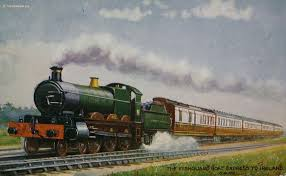 THE FISHGUARD BOAT EXPRESS TO IRELAND